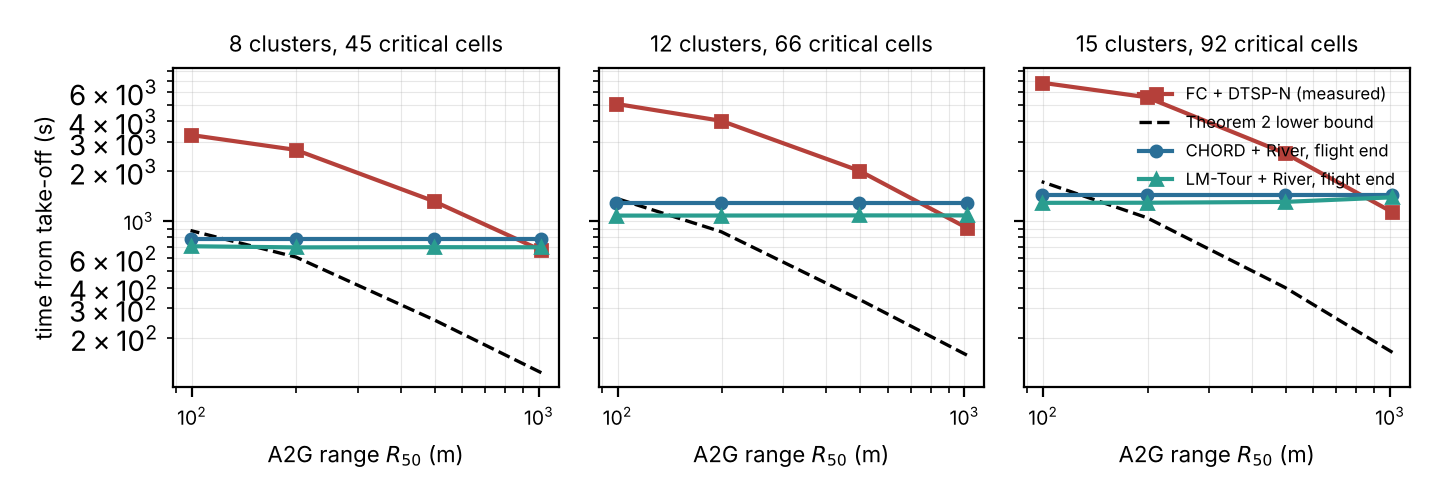 8 clusters, 45 critical cells
12 clusters, 66 critical cells
15 clusters, 92 critical cells
time from take-off (s)
6 × 10³
4 × 10³
3 × 10³
2 × 10³
10³
6 × 10²
4 × 10²
3 × 10²
2 × 10²
FC + DTSP-N (measured)
Theorem 2 lower bound
CHORD + River, flight end
LM-Tour + River, flight end
10² 10³
10² 10³
10² 10³
A2G range R₅₀ (m)
A2G range R₅₀ (m)
A2G range R₅₀ (m)